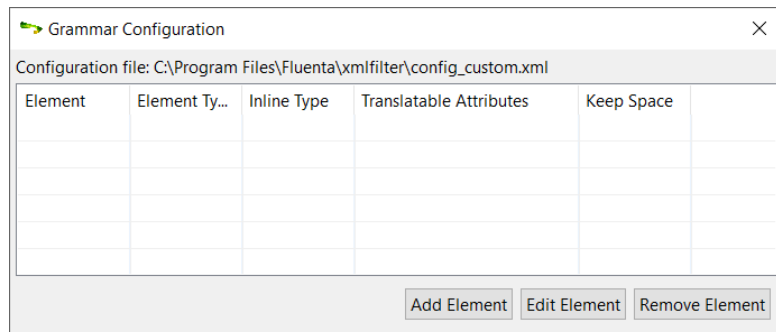 Grammar Configuration
Configuration file: C:\Program Files\Fluenta\xmlfilter\config_custom.xml
Element Element Ty... Inline Type Translatable Attributes Keep Space
Add Element Edit Element Remove Element